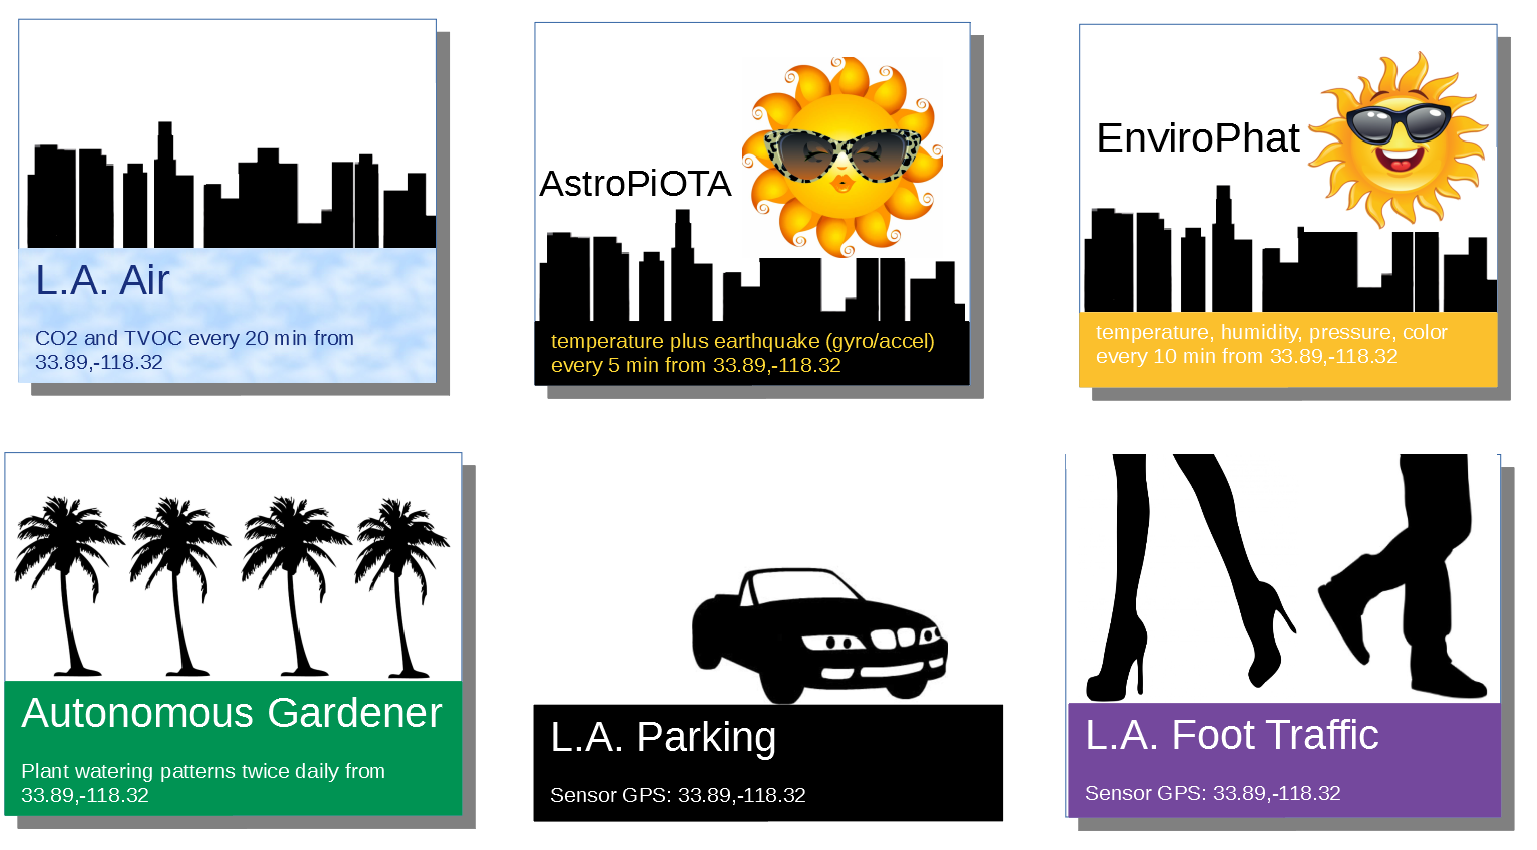 L.A. Air
CO2 and TVOC every 20 min from
33.89,-118.32
AstroPiOTA
temperature plus earthquake (gyro/accel)
every 5 min from 33.89,-118.32
EnviroPhat
temperature, humidity, pressure, color
every 10 min from 33.89,-118.32
Autonomous Gardener
Plant watering patterns twice daily from
33.89,-118.32
L.A. Parking
Sensor GPS: 33.89,-118.32
L.A. Foot Traffic
Sensor GPS: 33.89,-118.32